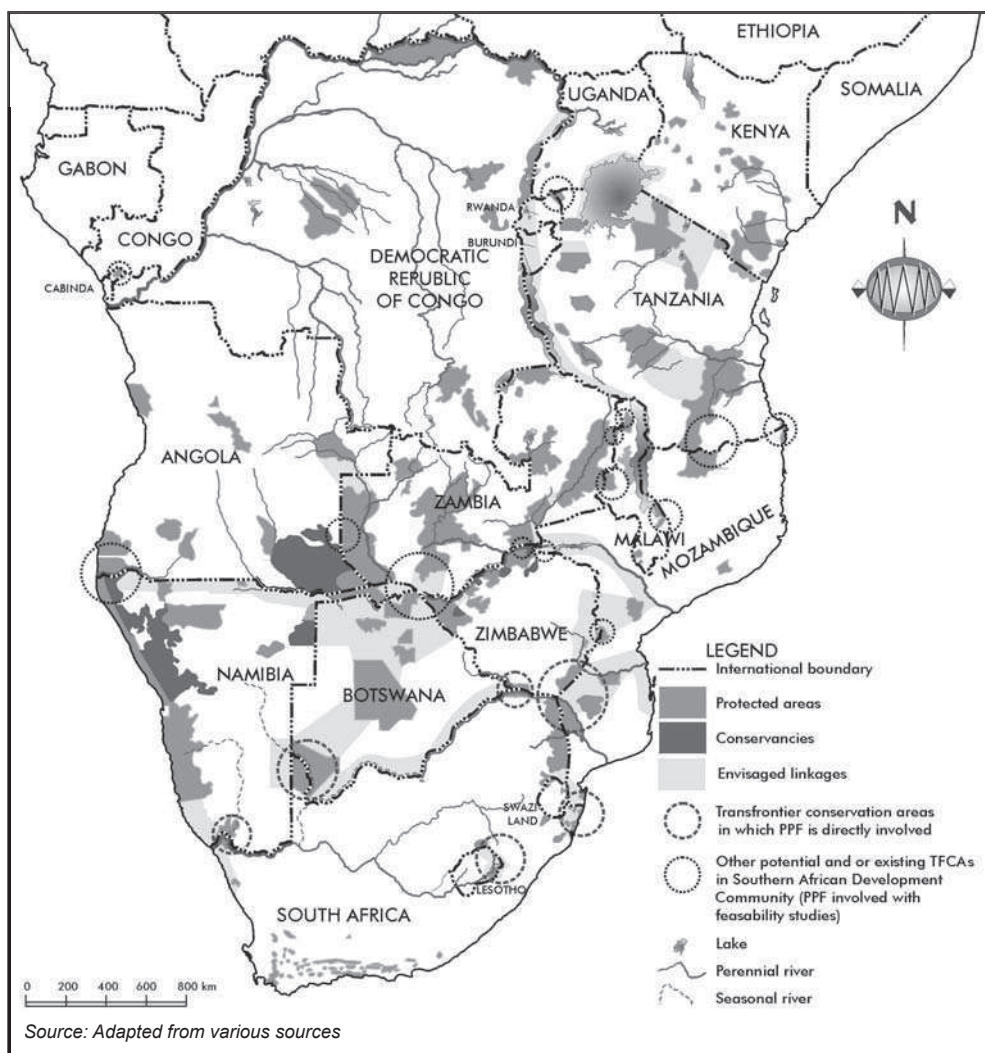 ETHIOPIA
SOMALIA
UGANDA
KENYA
GABON
RWANDA
CONGO
BURUNDI
DEMOCRATIC
REPUBLIC
OF CONGO
CABINDA
TANZANIA
N
ANGOLA
ZAMBIA
MALAWI
MOZAMBIQUE
ZIMBABWE
NAMIBIA
BOTSWANA
SWAZI
LAND
LESOTHO
SOUTH AFRICA
LEGEND
International boundary
Protected areas
Conservancies
Envisaged linkages
Transfrontier conservation areas
in which PPF is directly involved
Other potential and or existing TFCAs
in Southern African Development
Community (PPF involved with
feasability studies)
Lake
Perennial river
Seasonal river
0 200 400 600 800 km
Source: Adapted from various sources